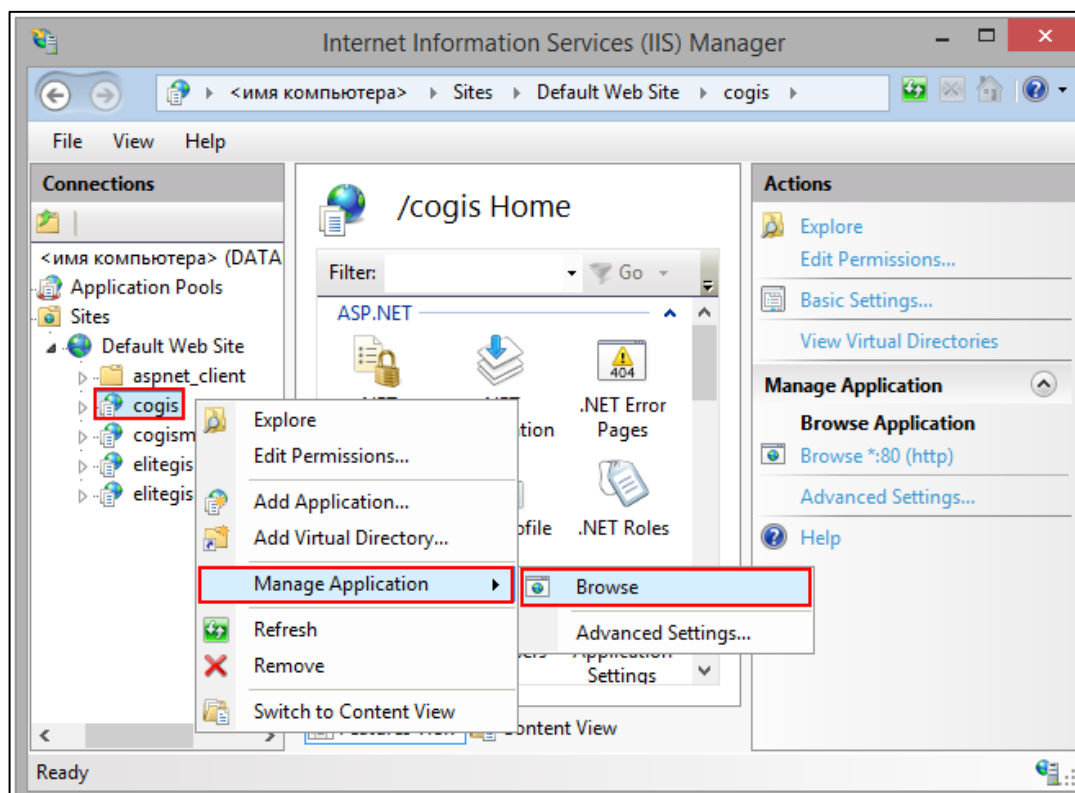 Internet Information Services (IIS) Manager
<имя компьютера> Sites Default Web Site cogis
File View Help
Connections
<имя компьютера> (DATA
Application Pools
Sites
Default Web Site
aspnet_client
cogis
cogism
elitegis
elitegis
/cogis Home
Filter: Go
ASP.NET
404
.NET Error
Pages
.NET Roles
Settings
Content View
Explore
Edit Permissions...
Add Application...
Add Virtual Directory...
Manage Application
Refresh
Remove
Switch to Content View
Browse
Advanced Settings...
Actions
Explore
Edit Permissions...
Basic Settings...
View Virtual Directories
Manage Application
Browse Application
Browse *:80 (http)
Advanced Settings...
Help
Ready